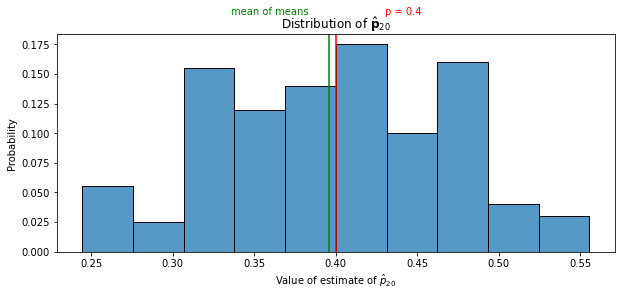 mean of means p = 0.4
Distribution of p̂₂₀
0.175
0.150
0.125
0.100
0.075
0.050
0.025
0.000
Probability
0.25 0.30 0.35 0.40 0.45 0.50 0.55
Value of estimate of p̂₂₀